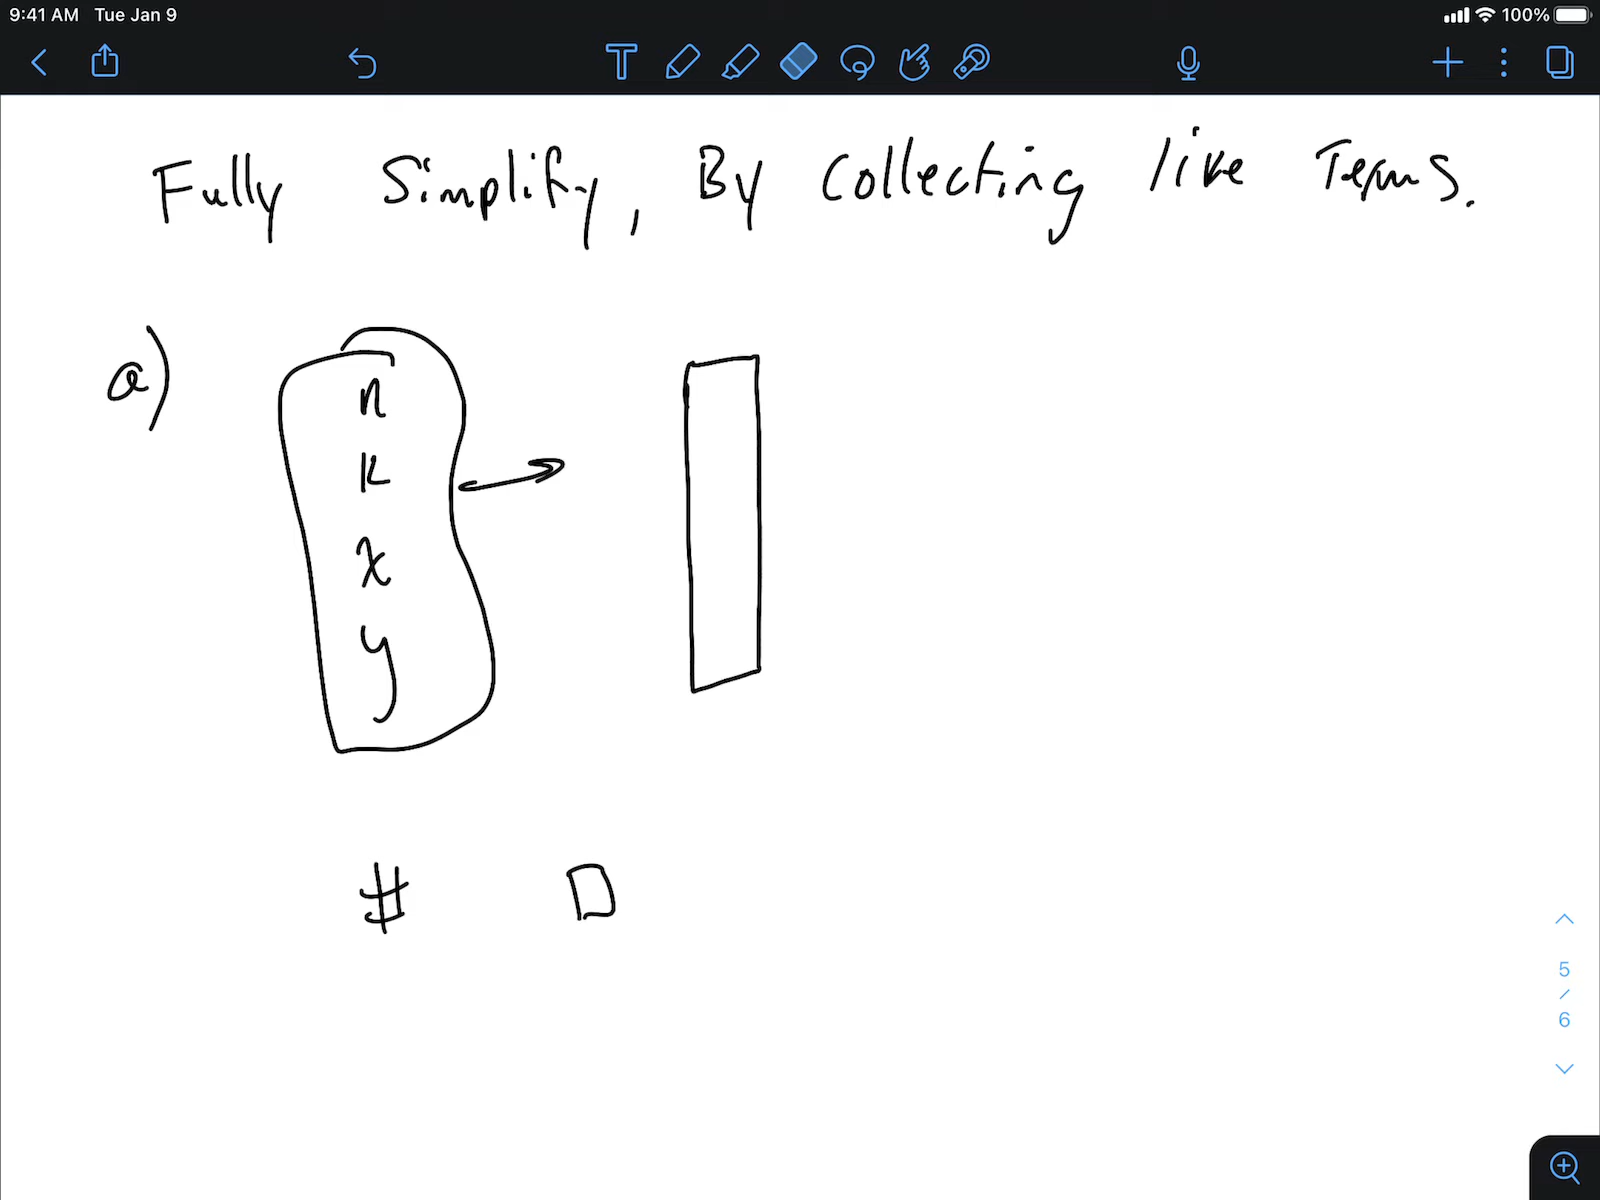 9:41 AM Tue Jan 9 100%
Fully Simplify, By Collecting like Terms.
a)
n
k
x
y
#
5
/
6